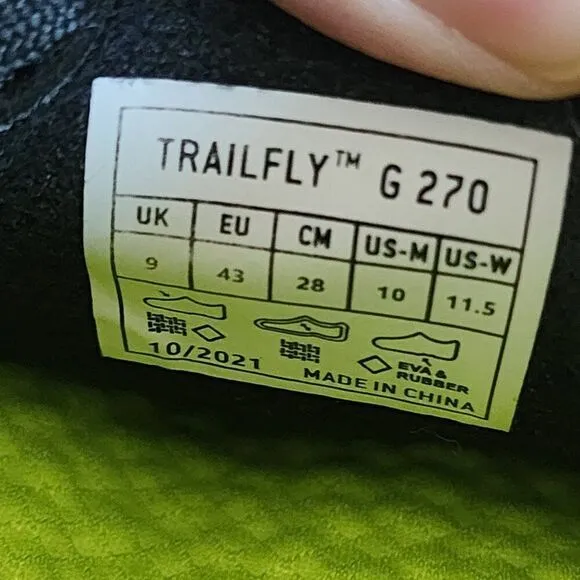 TRAILFLY™ G 270
UK EU CM US-M US-W
9 43 28 10 11.5
EVA &
RUBBER
10/2021 MADE IN CHINA